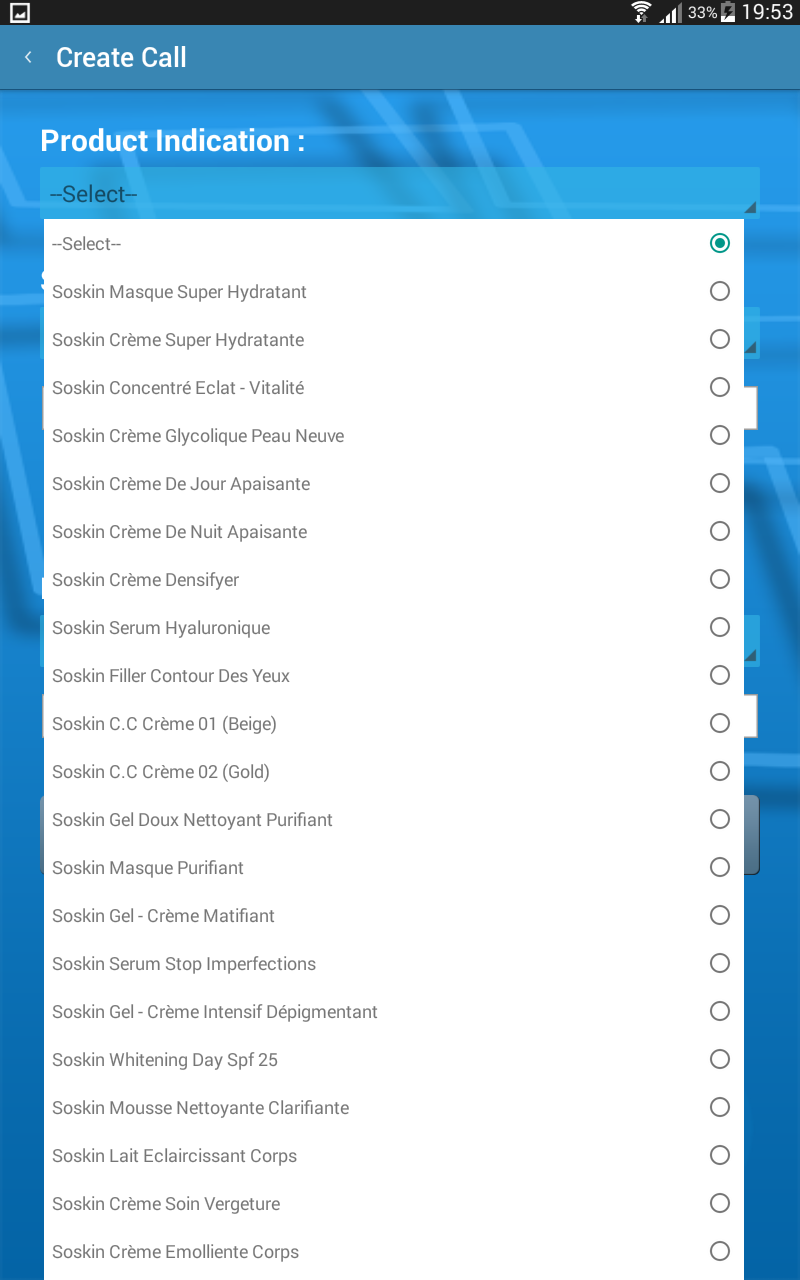 33% 19:53
Create Call
Product Indication :
--Select--
--Select--
Soskin Masque Super Hydratant
Soskin Crème Super Hydratante
Soskin Concentré Eclat - Vitalité
Soskin Crème Glycolique Peau Neuve
Soskin Crème De Jour Apaisante
Soskin Crème De Nuit Apaisante
Soskin Crème Densifyer
Soskin Serum Hyaluronique
Soskin Filler Contour Des Yeux
Soskin C.C Crème 01 (Beige)
Soskin C.C Crème 02 (Gold)
Soskin Gel Doux Nettoyant Purifiant
Soskin Masque Purifiant
Soskin Gel - Crème Matifiant
Soskin Serum Stop Imperfections
Soskin Gel - Crème Intensif Dépigmentant
Soskin Whitening Day Spf 25
Soskin Mousse Nettoyante Clarifiante
Soskin Lait Eclaircissant Corps
Soskin Crème Soin Vergeture
Soskin Crème Emolliente Corps